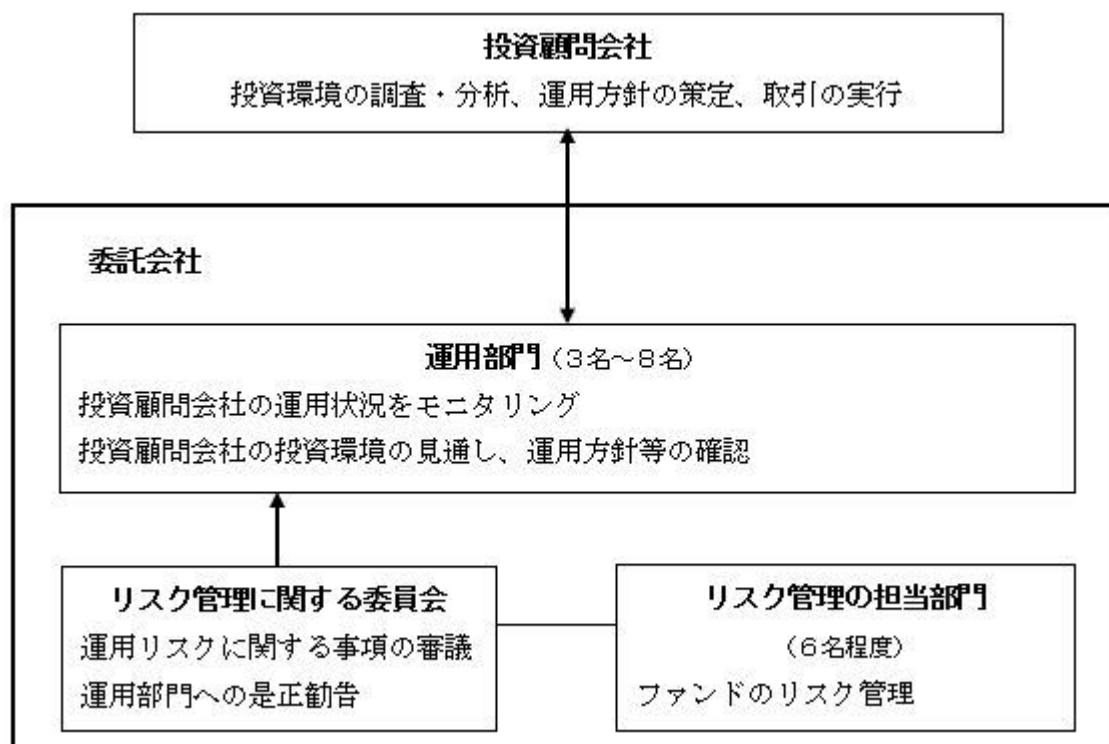 投資顧問会社
投資環境の調査・分析、運用方針の策定、取引の実行
委託会社
運用部門（３名～８名）
投資顧問会社の運用状況をモニタリング
投資顧問会社の投資環境の見通し、運用方針等の確認
リスク管理に関する委員会
運用リスクに関する事項の審議
運用部門への是正勧告
リスク管理の担当部門
（６名程度）
ファンドのリスク管理